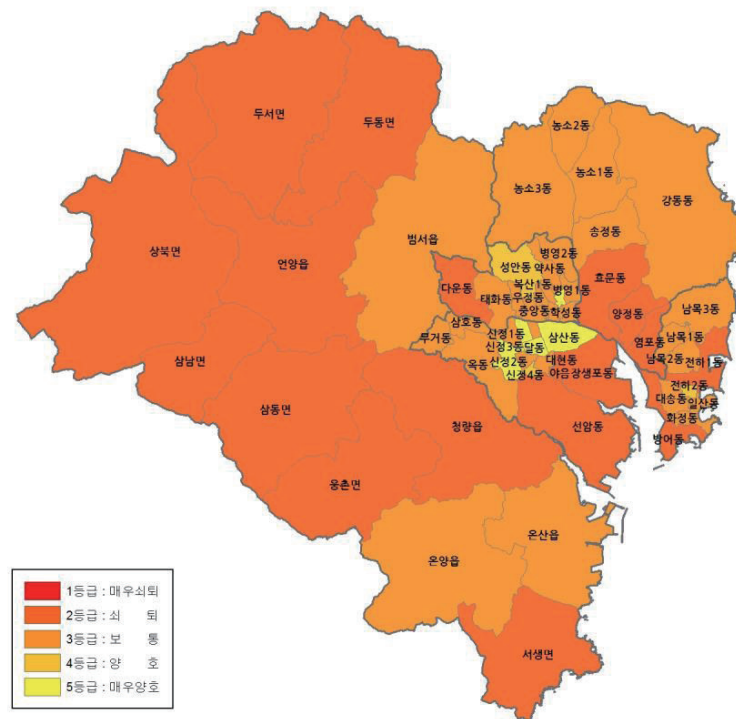 두서면
두동면
농소2동
농소1동
농소3동
강동동
송정동
상북면
언양읍
범서읍
병영2동
성안동
약사동
효문동
복산1동
병영1동
다운동
태화동
우정동
중앙동
학성동
양정동
남목3동
삼호동
무거동
신정1동
삼산동
염포동
남목1동
신정3동
달동
남목2동
전하1동
옥동
신정2동
대현동
신정4동
야음장생포동
전하2동
대송동
일산동
화정동
방어동
삼남면
삼동면
청량읍
선암동
웅촌면
온산읍
온양읍
서생면
1등급 : 매우쇠퇴
2등급 : 쇠 퇴
3등급 : 보 통
4등급 : 양 호
5등급 : 매우양호